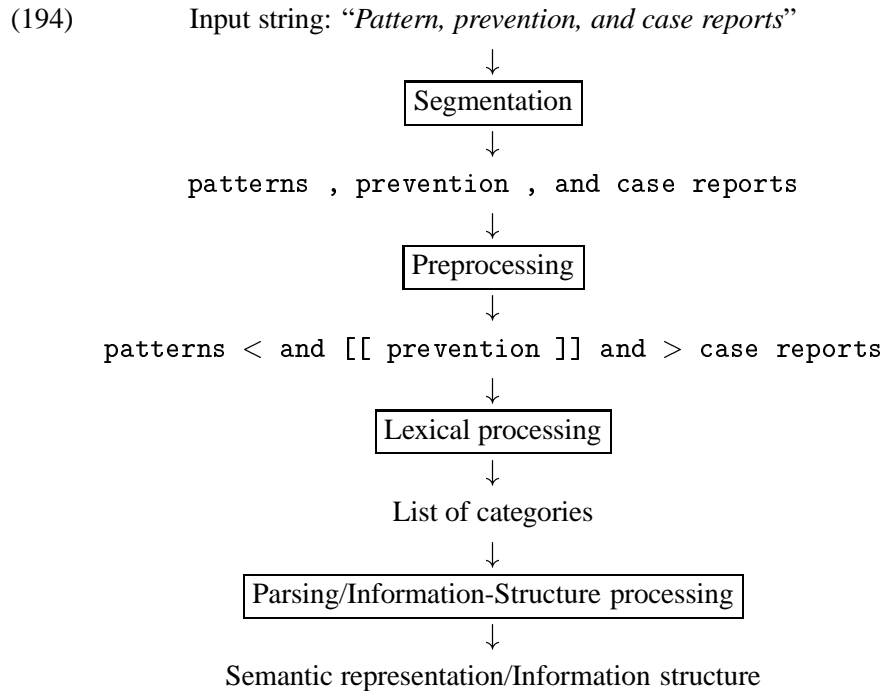 (194) Input string: “Pattern, prevention, and case reports”
↓
Segmentation
↓
patterns , prevention , and case reports
↓
Preprocessing
↓
patterns < and [[ prevention ]] and > case reports
↓
Lexical processing
↓
List of categories
↓
Parsing/Information-Structure processing
↓
Semantic representation/Information structure